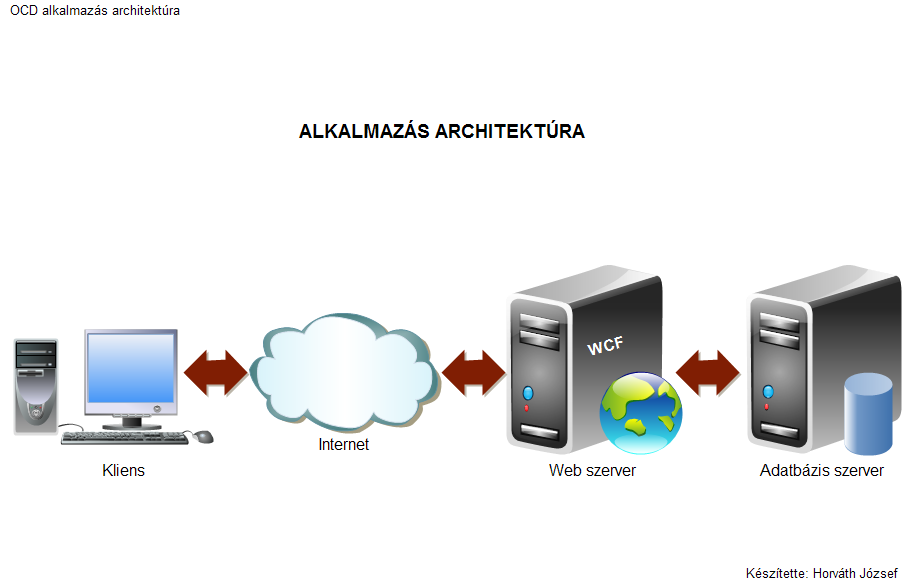 OCD alkalmazás architektúra
ALKALMAZÁS ARCHITEKTÚRA
WCF
Internet
Kliens
Web szerver
Adatbázis szerver
Készítette: Horváth József